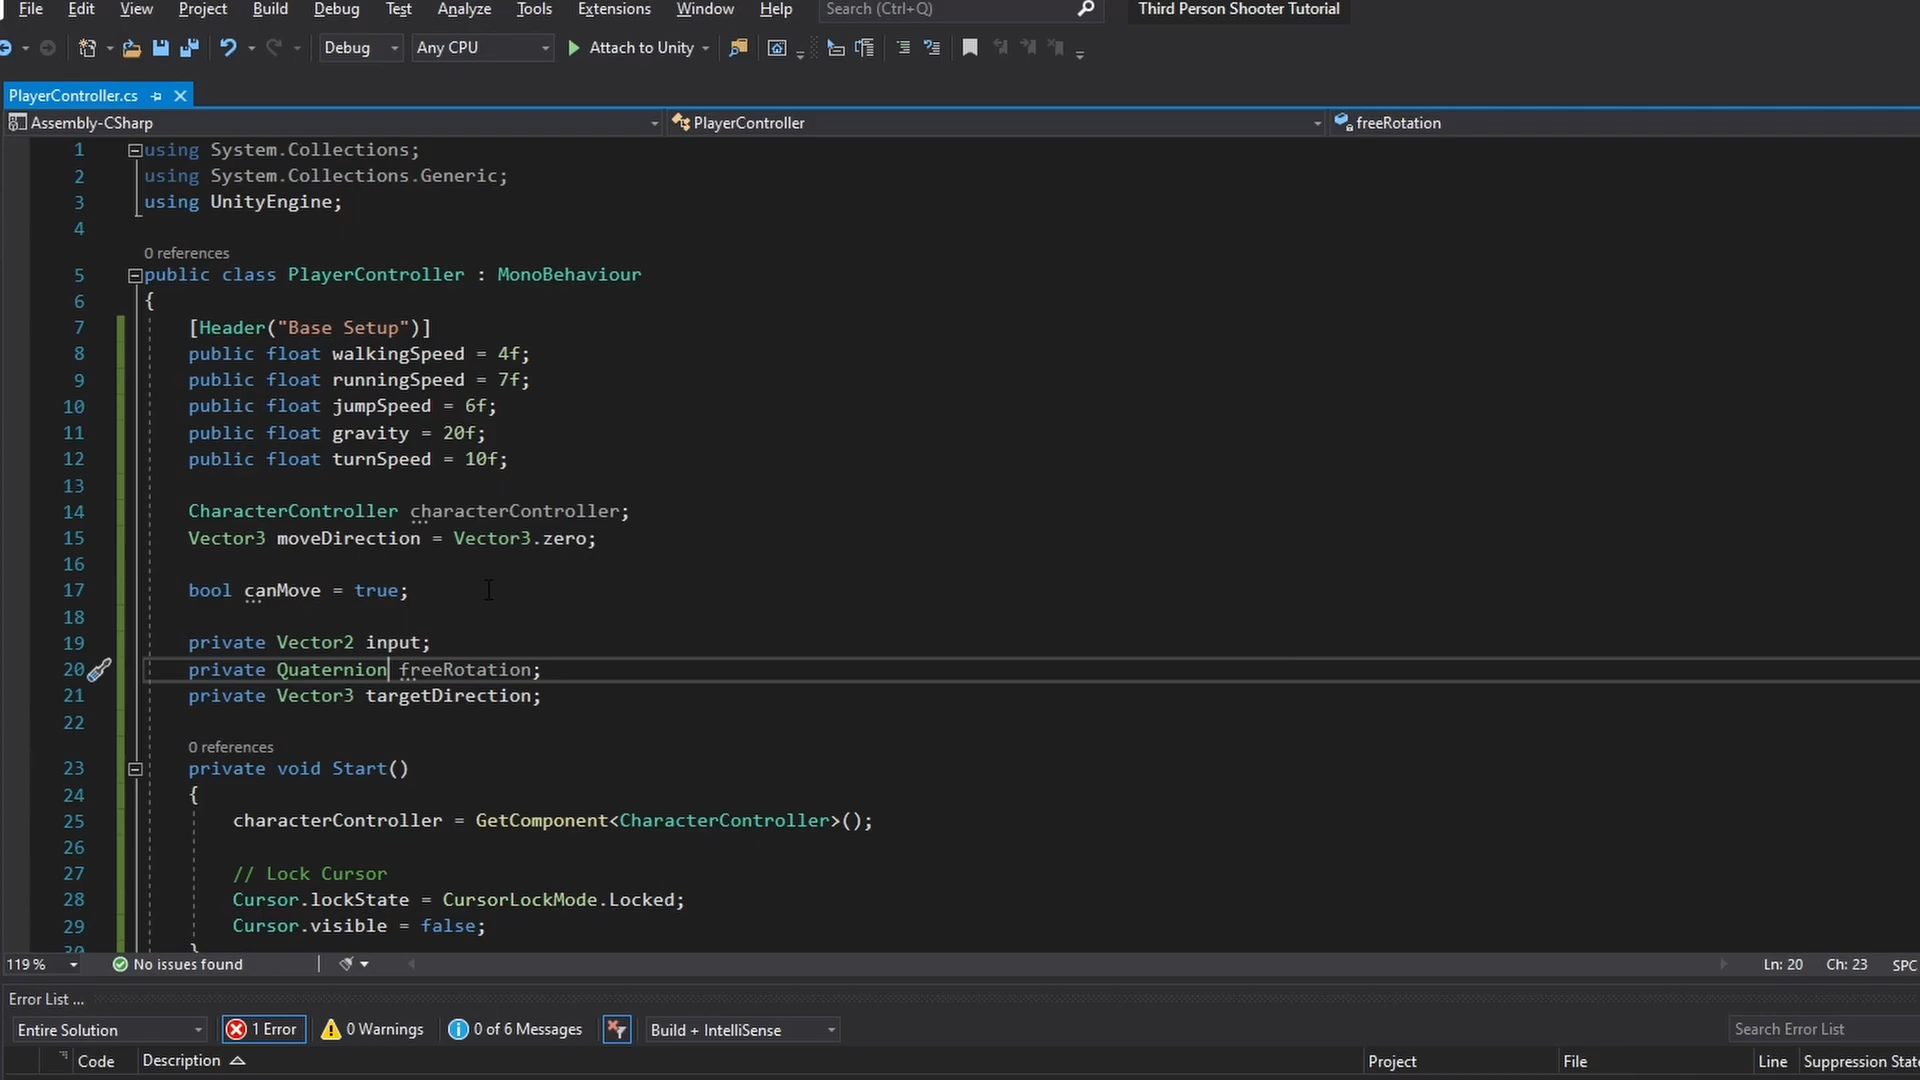 File Edit View Project Build Debug Test Analyze Tools Extensions Window Help Search (Ctrl+Q) Third Person Shooter Tutorial
Debug Any CPU Attach to Unity
PlayerController.cs
Assembly-CSharp PlayerController freeRotation
1 using System.Collections;
2 using System.Collections.Generic;
3 using UnityEngine;
4
0 references
5 public class PlayerController : MonoBehaviour
6 {
7 [Header("Base Setup")]
8 public float walkingSpeed = 4f;
9 public float runningSpeed = 7f;
10 public float jumpSpeed = 6f;
11 public float gravity = 20f;
12 public float turnSpeed = 10f;
13
14 CharacterController characterController;
15 Vector3 moveDirection = Vector3.zero;
16
17 bool canMove = true;
18
19 private Vector2 input;
20 private Quaternion freeRotation;
21 private Vector3 targetDirection;
22
0 references
23 private void Start()
24 {
25 characterController = GetComponent<CharacterController>();
26
27 // Lock Cursor
28 Cursor.lockState = CursorLockMode.Locked;
29 Cursor.visible = false;
30 }
119 % No issues found Ln: 20 Ch: 23 SPC
Error List ...
Entire Solution 1 Error 0 Warnings 0 of 6 Messages Build + IntelliSense Search Error List
Code Description Project File Line Suppression State